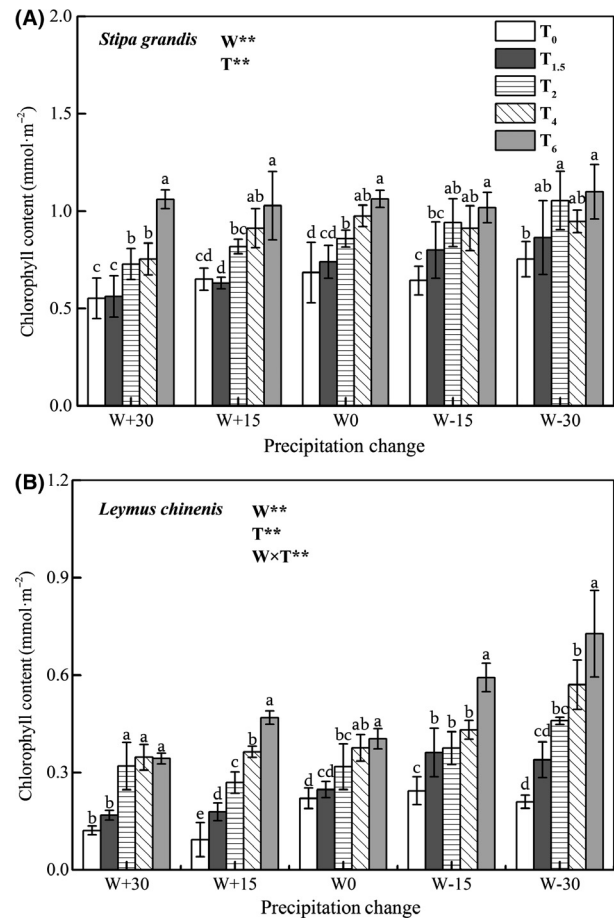 (A)
Stipa grandis
W**
T**
T0
T1.5
T2
T4
T6
Chlorophyll content (mmol·m−2)
2.0
1.5
1.0
0.5
0.0
c c b b a
cd d bc ab a
d cd b ab a
c bc ab ab a
b ab a ab a
W+30 W+15 W0 W-15 W-30
Precipitation change
(B)
Leymus chinenis
W**
T**
W×T**
Chlorophyll content (mmol·m−2)
1.2
0.9
0.6
0.3
0.0
b b a a a
e d c b a
d cd bc ab a
c b b b a
d cd bc b a
W+30 W+15 W0 W-15 W-30
Precipitation change